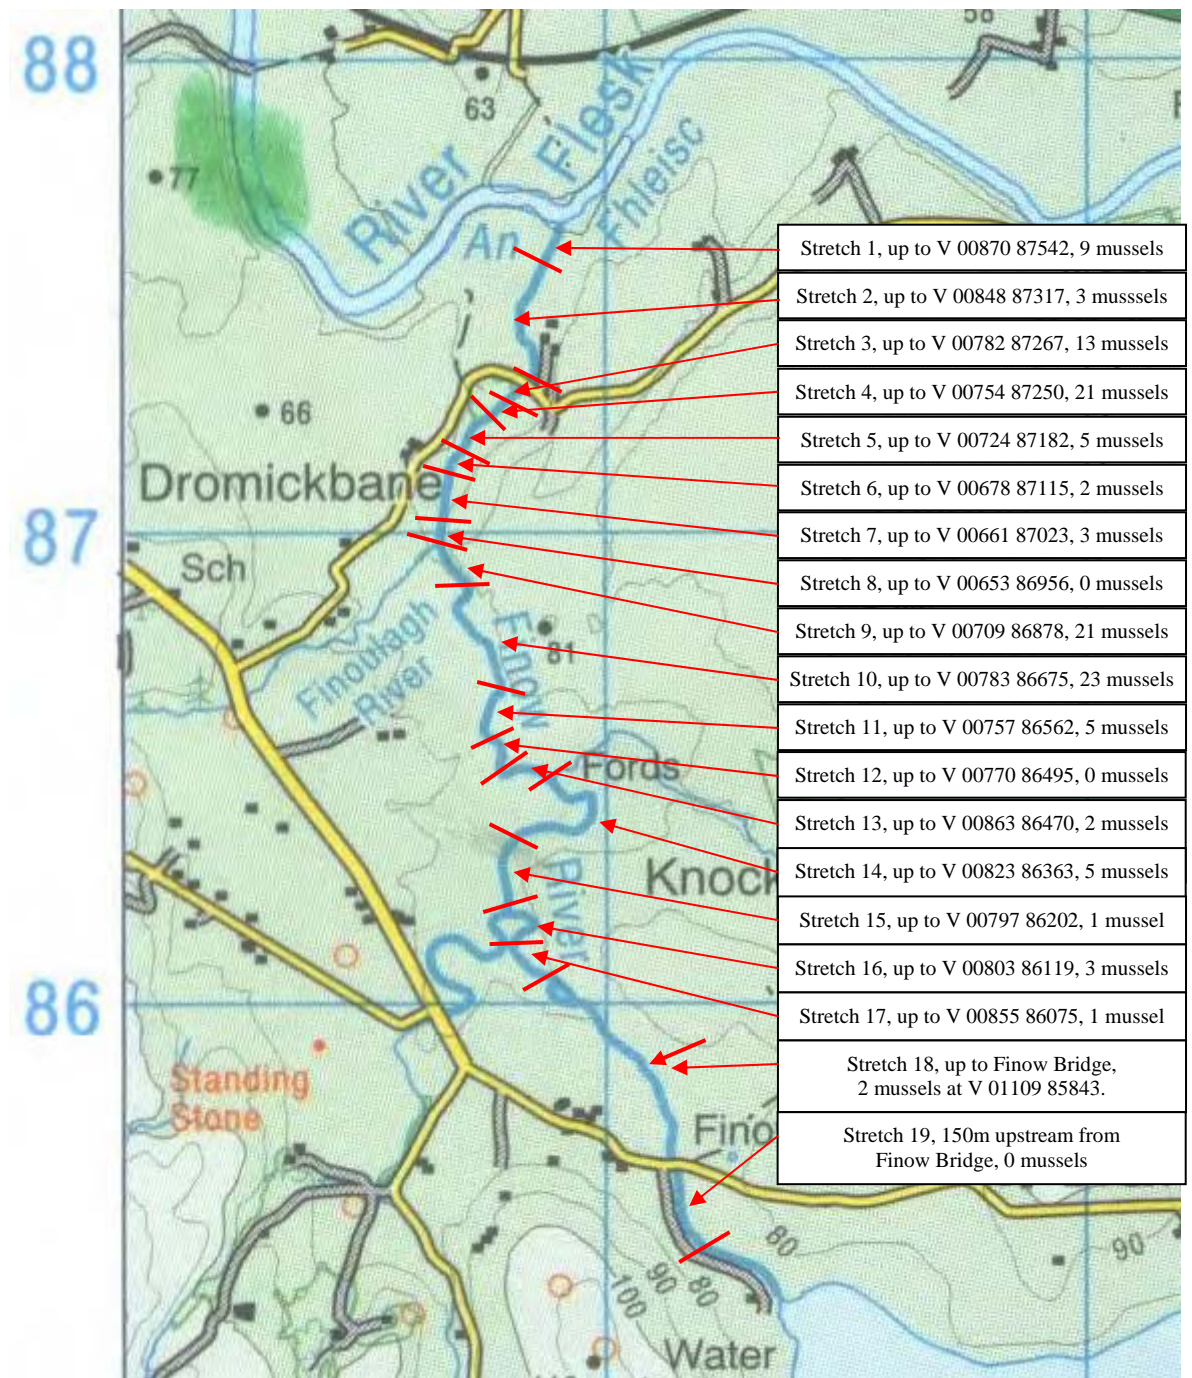 88
58
63
77
River Flesk
An Fhleisc
Stretch 1, up to V 00870 87542, 9 mussels
Stretch 2, up to V 00848 87317, 3 musssels
Stretch 3, up to V 00782 87267, 13 mussels
Stretch 4, up to V 00754 87250, 21 mussels
66
Stretch 5, up to V 00724 87182, 5 mussels
Dromickbane
Stretch 6, up to V 00678 87115, 2 mussels
87
Stretch 7, up to V 00661 87023, 3 mussels
Sch
Stretch 8, up to V 00653 86956, 0 mussels
Stretch 9, up to V 00709 86878, 21 mussels
Finoulagh
River
Finow
River
81
Stretch 10, up to V 00783 86675, 23 mussels
Stretch 11, up to V 00757 86562, 5 mussels
Fords
Stretch 12, up to V 00770 86495, 0 mussels
Stretch 13, up to V 00863 86470, 2 mussels
Knock
Stretch 14, up to V 00823 86363, 5 mussels
Stretch 15, up to V 00797 86202, 1 mussel
Stretch 16, up to V 00803 86119, 3 mussels
86
Stretch 17, up to V 00855 86075, 1 mussel
Stretch 18, up to Finow Bridge,
2 mussels at V 01109 85843.
Standing
Stone
Fino
Stretch 19, 150m upstream from
Finow Bridge, 0 mussels
80
90
90
80
100
Water